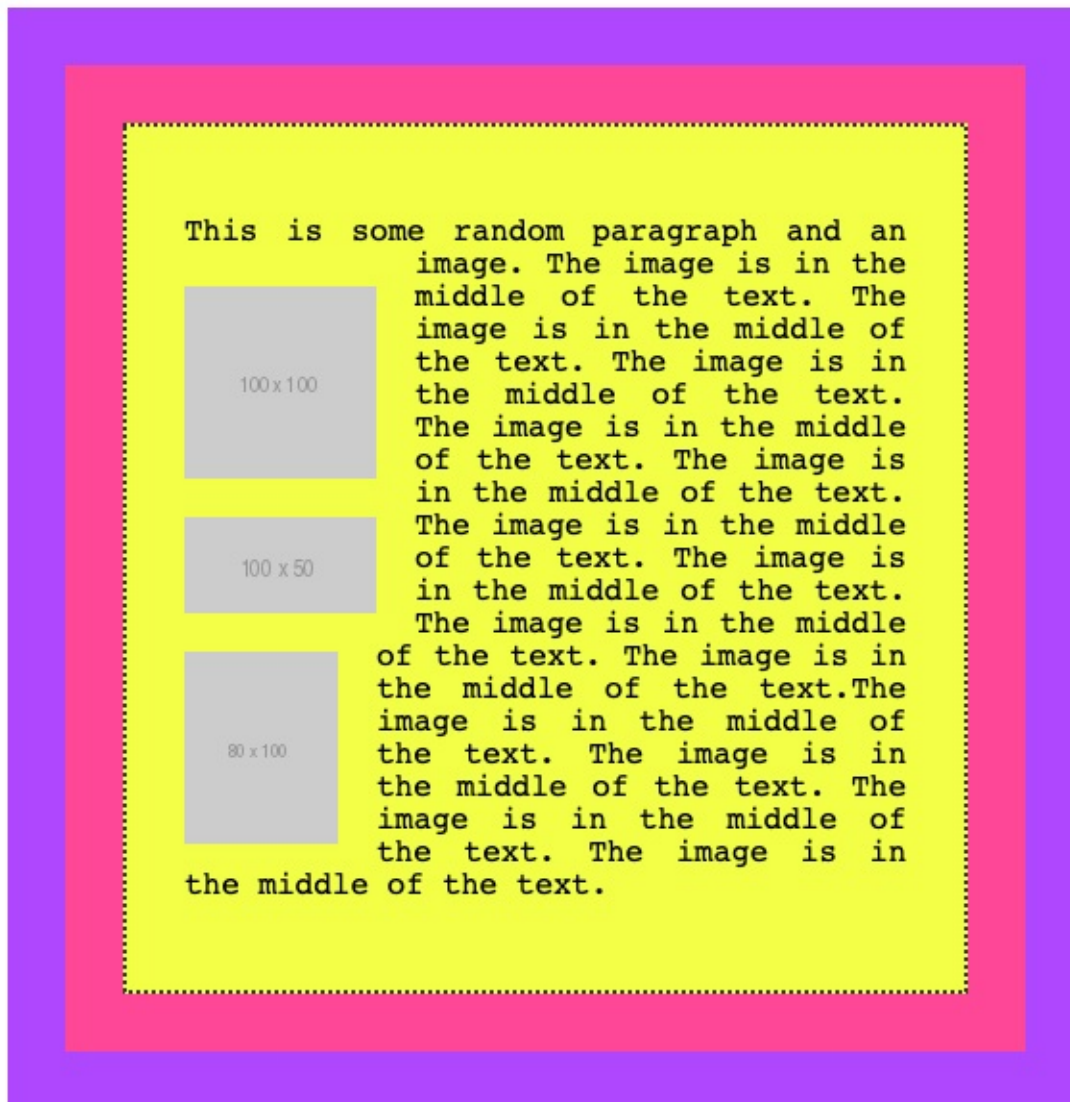 This is some random paragraph and an
image. The image is in the
middle of the text. The
image is in the middle of
the text. The image is in
the middle of the text.
The image is in the middle
of the text. The image is
in the middle of the text.
The image is in the middle
of the text. The image is
in the middle of the text.
The image is in the middle
of the text. The image is in
the middle of the text.The
image is in the middle of
the text. The image is in
the middle of the text. The
image is in the middle of
the text. The image is in
the middle of the text.
100 x 100
100 x 50
80 x 100